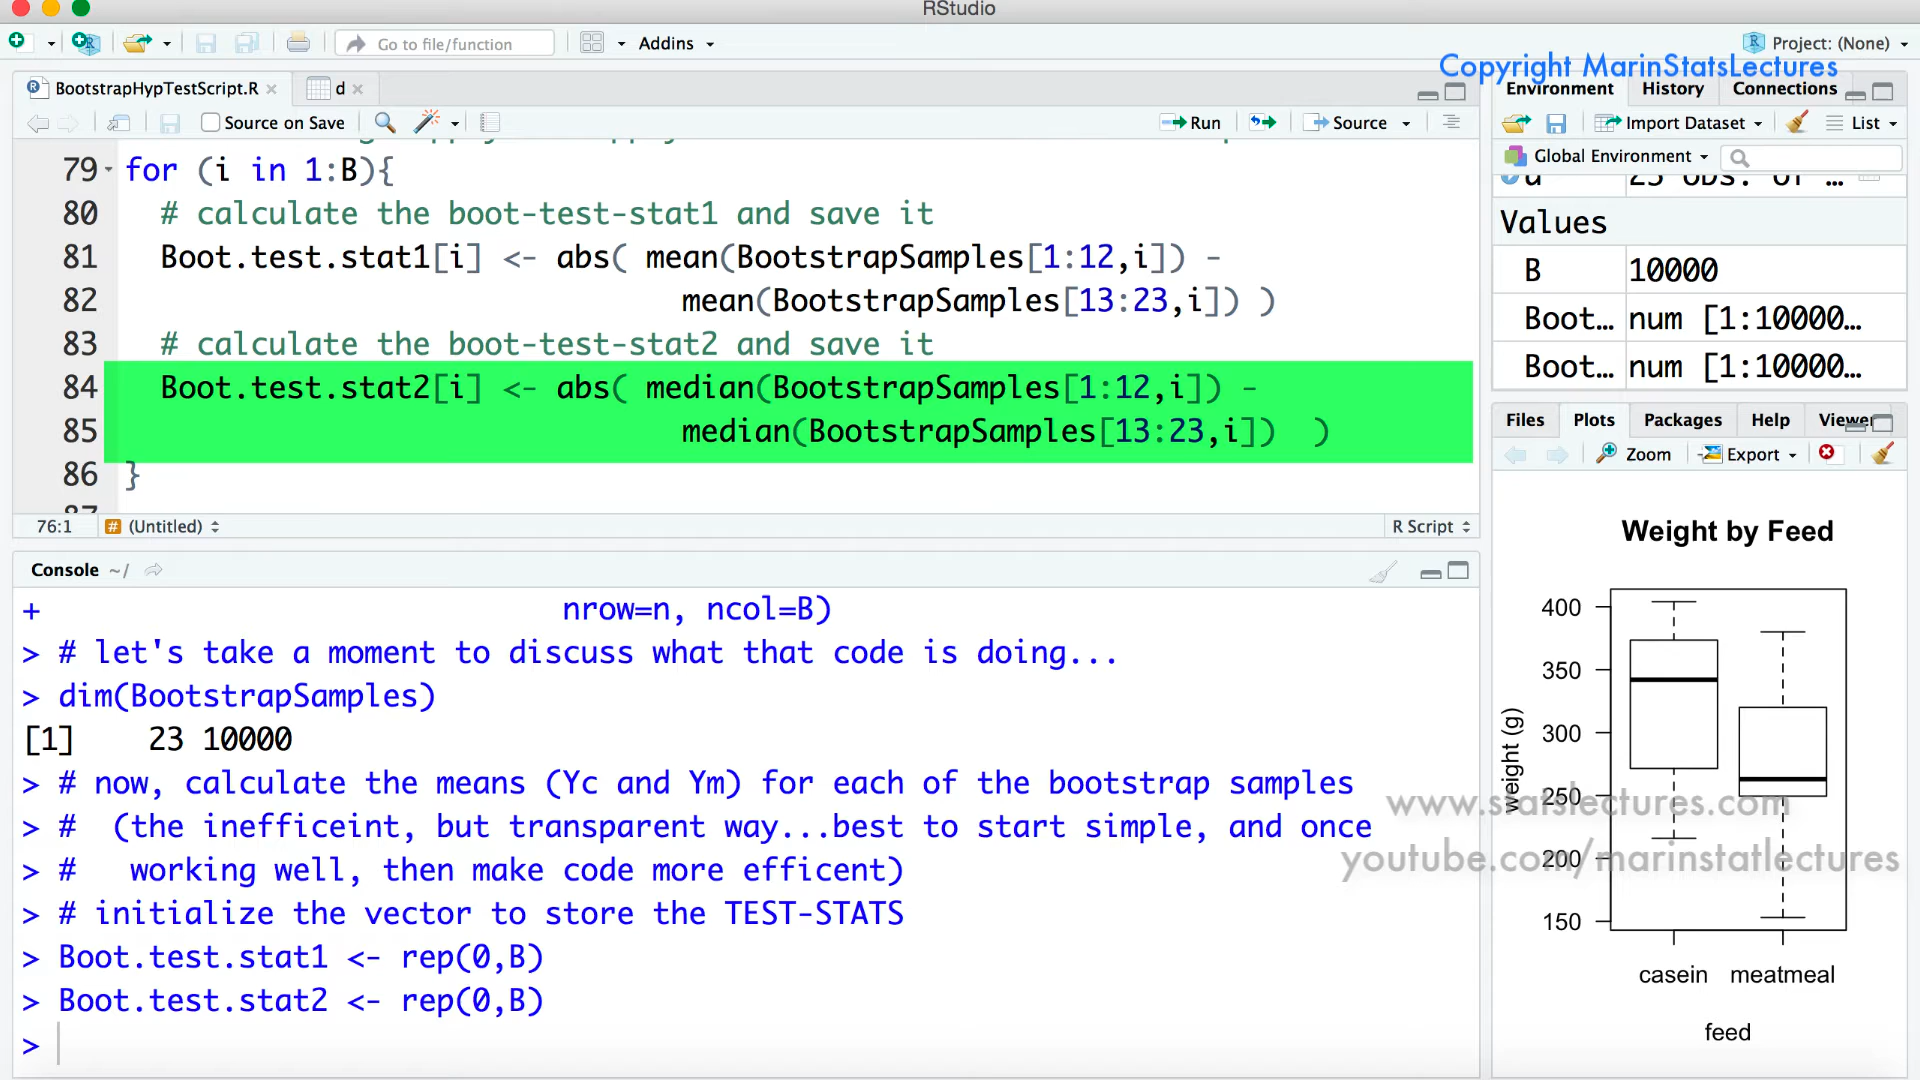 RStudio
Go to file/function
Addins
Project: (None)
Copyright MarinStatsLectures
BootstrapHypTestScript.R
d
Source on Save
Run
Source
79 for (i in 1:B){
80 # calculate the boot-test-stat1 and save it
81 Boot.test.stat1[i] <- abs( mean(BootstrapSamples[1:12,i]) -
82 mean(BootstrapSamples[13:23,i]) )
83 # calculate the boot-test-stat2 and save it
84 Boot.test.stat2[i] <- abs( median(BootstrapSamples[1:12,i]) -
85 median(BootstrapSamples[13:23,i]) )
86 }
87
76:1
# (Untitled)
R Script
Console ~/
+ nrow=n, ncol=B)
> # let's take a moment to discuss what that code is doing...
> dim(BootstrapSamples)
[1] 23 10000
> # now, calculate the means (Yc and Ym) for each of the bootstrap samples
> # (the inefficeint, but transparent way...best to start simple, and once
> # working well, then make code more efficent)
> # initialize the vector to store the TEST-STATS
> Boot.test.stat1 <- rep(0,B)
> Boot.test.stat2 <- rep(0,B)
>
Environment
History
Connections
Import Dataset
List
Global Environment
d 23 obs. of …
Values
B 10000
Boot… num [1:10000…
Boot… num [1:10000…
Files
Plots
Packages
Help
Viewer
Zoom
Export
Weight by Feed
400
350
300
250
200
150
weight (g)
casein meatmeal
feed
www.statslectures.com
youtube.com/marinstatlectures